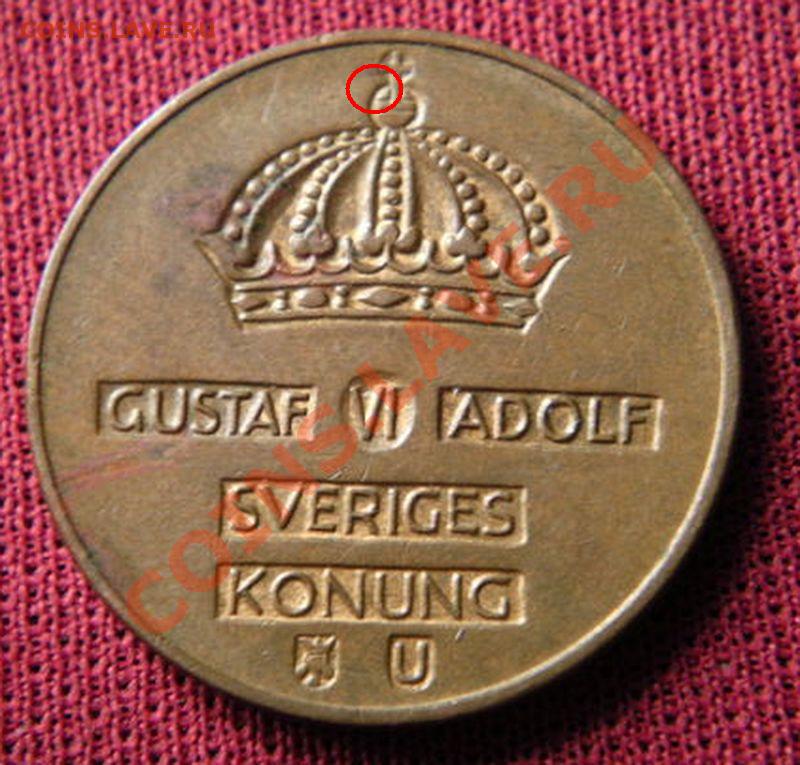 COINS.LAVE.RU
GUSTAF VI ADOLF
SVERIGES
KONUNG
U
COINS.LAVE.RU